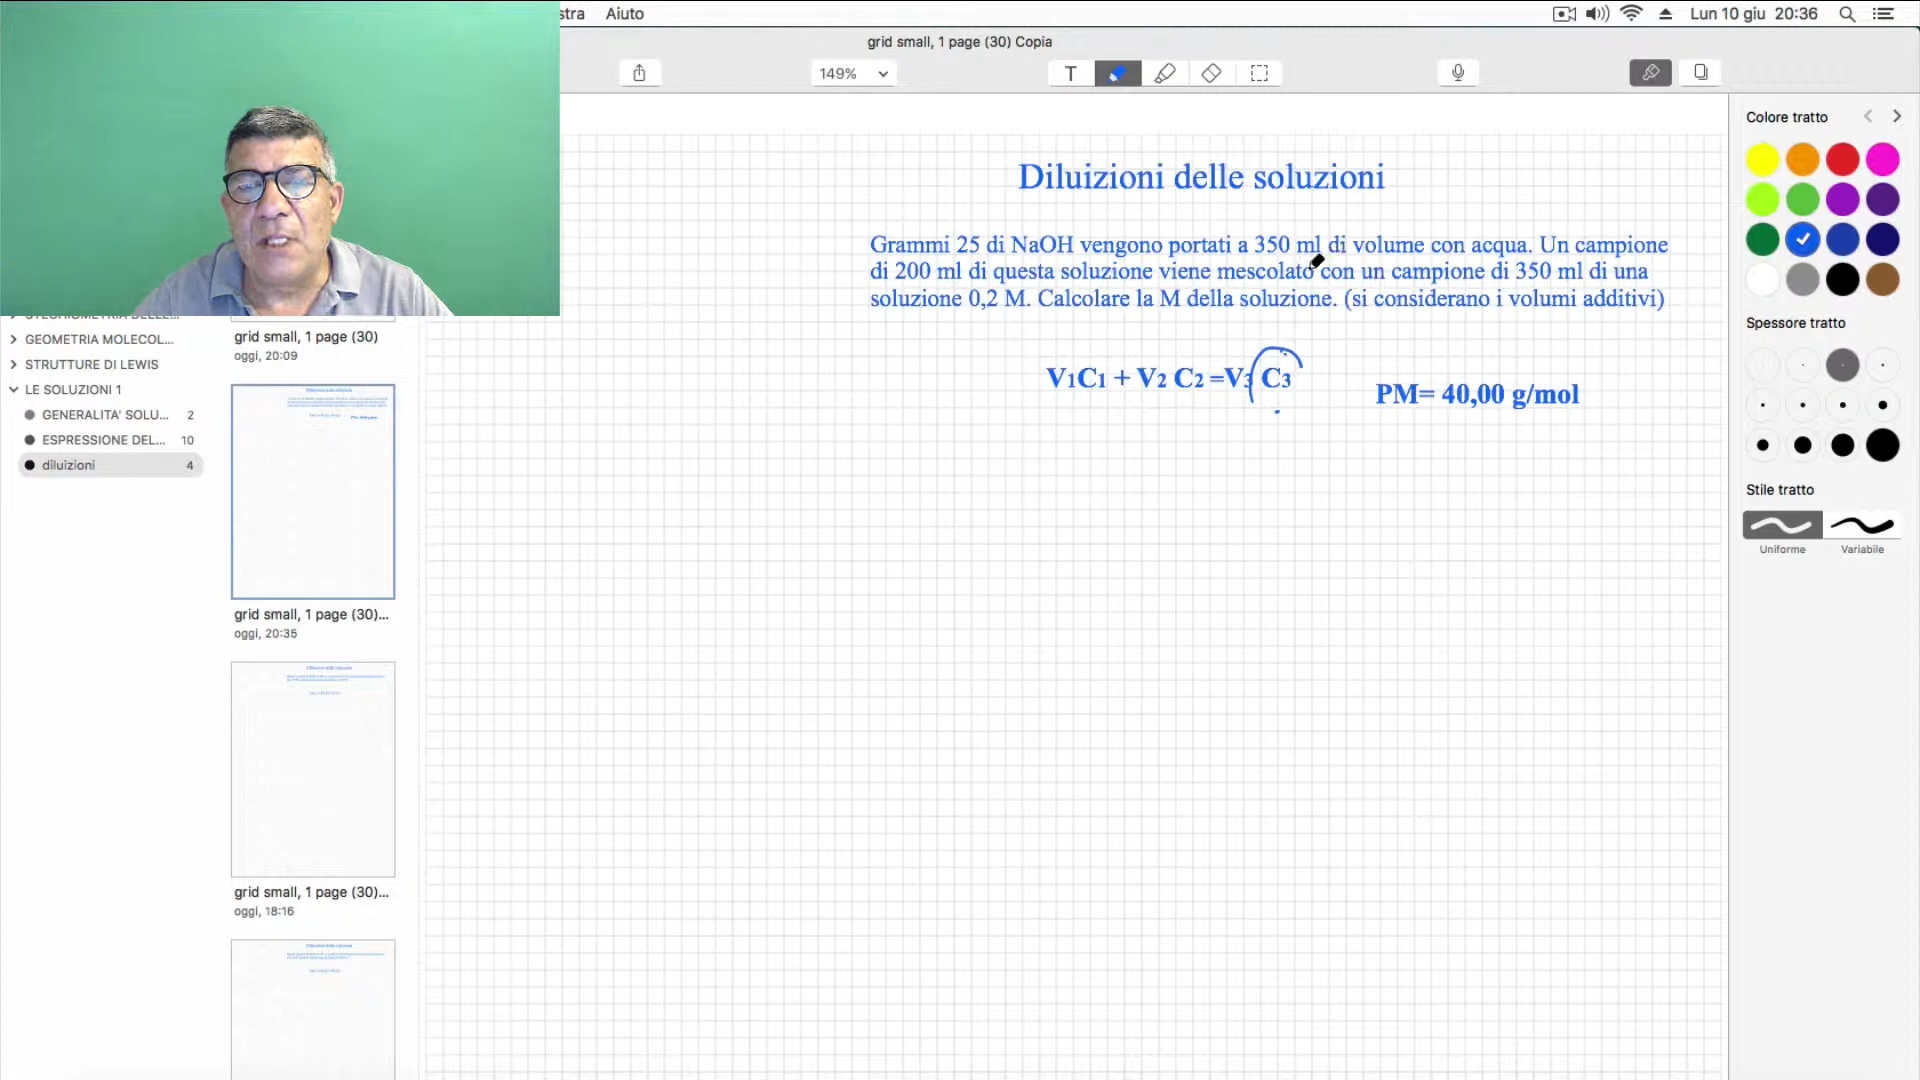 stra Aiuto
Lun 10 giu 20:36
grid small, 1 page (30) Copia
149%
T
Colore tratto
Diluizioni delle soluzioni
Grammi 25 di NaOH vengono portati a 350 ml di volume con acqua. Un campione
di 200 ml di questa soluzione viene mescolato con un campione di 350 ml di una
soluzione 0,2 M. Calcolare la M della soluzione. (si considerano i volumi additivi)
V1C1 + V2 C2 =V3 C3
PM= 40,00 g/mol
GEOMETRIA MOLECOL...
STRUTTURE DI LEWIS
LE SOLUZIONI 1
GENERALITA' SOLU... 2
ESPRESSIONE DEL... 10
diluizioni 4
grid small, 1 page (30)
oggi, 20:09
grid small, 1 page (30)...
oggi, 20:35
grid small, 1 page (30)...
oggi, 18:16
Spessore tratto
Stile tratto
Uniforme
Variabile